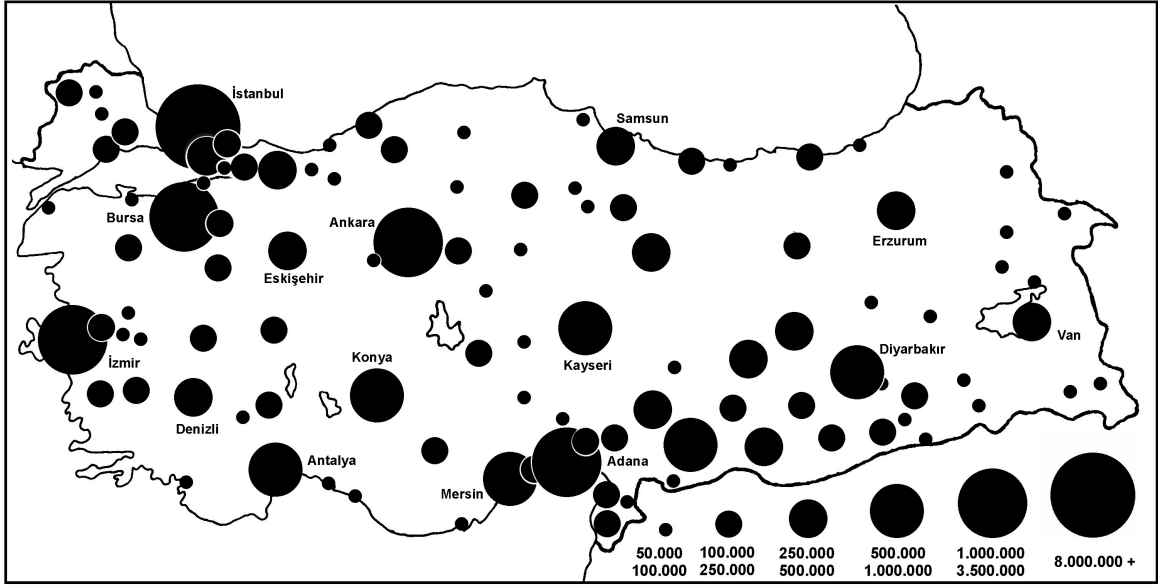 İstanbul
Samsun
Bursa
Ankara
Erzurum
Eskişehir
Van
İzmir
Konya
Kayseri
Diyarbakır
Denizli
Antalya
Mersin
Adana
50.000
100.000
100.000
250.000
250.000
500.000
500.000
1.000.000
1.000.000
3.500.000
8.000.000 +